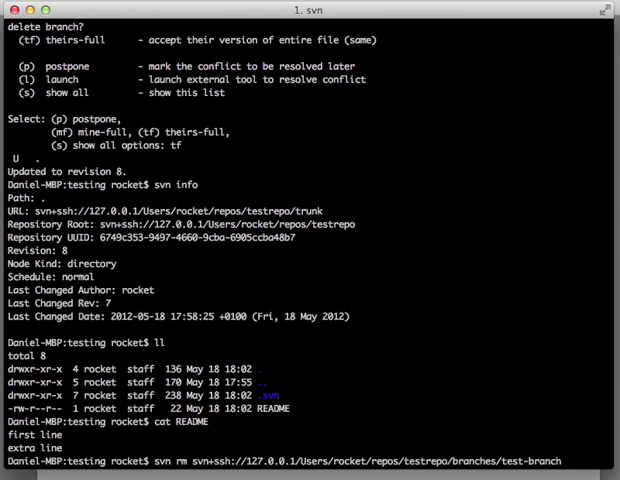 1. svn
delete branch?
(tf) theirs-full - accept their version of entire file (same)
(p) postpone - mark the conflict to be resolved later
(l) launch - launch external tool to resolve conflict
(s) show all - show this list
Select: (p) postpone,
(mf) mine-full, (tf) theirs-full,
(s) show all options: tf
U .
Updated to revision 8.
Daniel-MBP:testing rocket$ svn info
Path: .
URL: svn+ssh://127.0.0.1/Users/rocket/repos/testrepo/trunk
Repository Root: svn+ssh://127.0.0.1/Users/rocket/repos/testrepo
Repository UUID: 6749c353-9497-4660-9cba-6905ccba48b7
Revision: 8
Node Kind: directory
Schedule: normal
Last Changed Author: rocket
Last Changed Rev: 7
Last Changed Date: 2012-05-18 17:58:25 +0100 (Fri, 18 May 2012)
Daniel-MBP:testing rocket$ ll
total 8
drwxr-xr-x 4 rocket staff 136 May 18 18:02 .
drwxr-xr-x 5 rocket staff 170 May 18 17:55 ..
drwxr-xr-x 7 rocket staff 238 May 18 18:02 .svn
-rw-r--r-- 1 rocket staff 22 May 18 18:02 README
Daniel-MBP:testing rocket$ cat README
first line
extra line
Daniel-MBP:testing rocket$ svn rm svn+ssh://127.0.0.1/Users/rocket/repos/testrepo/branches/test-branch